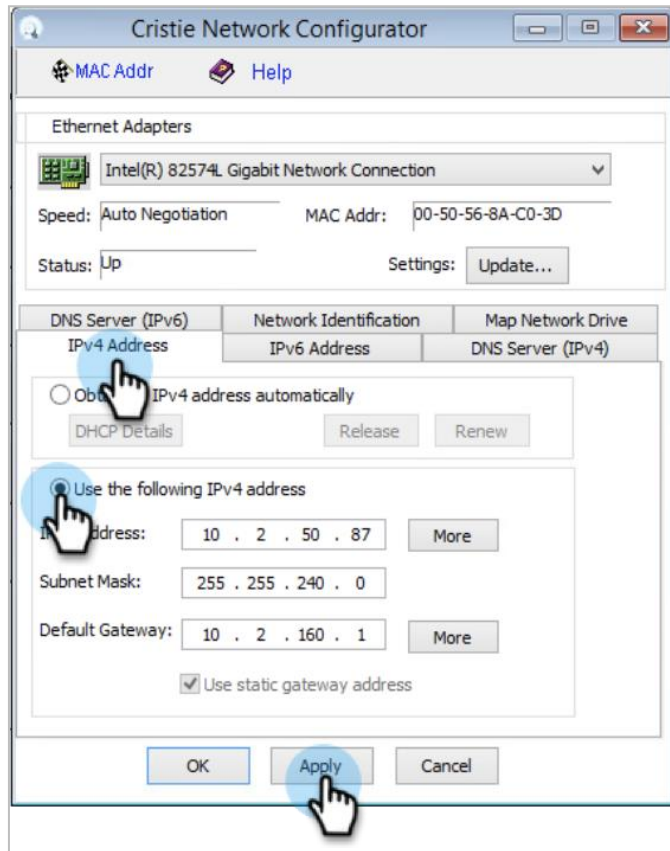 Cristie Network Configurator
MAC Addr Help
Ethernet Adapters
Intel(R) 82574L Gigabit Network Connection
Speed: Auto Negotiation MAC Addr: 00-50-56-8A-C0-3D
Status: Up Settings: Update...
DNS Server (IPv6) Network Identification Map Network Drive
IPv4 Address IPv6 Address DNS Server (IPv4)
IPv4 address automatically
DHCP Details Release Renew
Use the following IPv4 address
10 . 2 . 50 . 87 More
Subnet Mask: 255 . 255 . 240 . 0
Default Gateway: 10 . 2 . 160 . 1 More
Use static gateway address
OK Apply Cancel